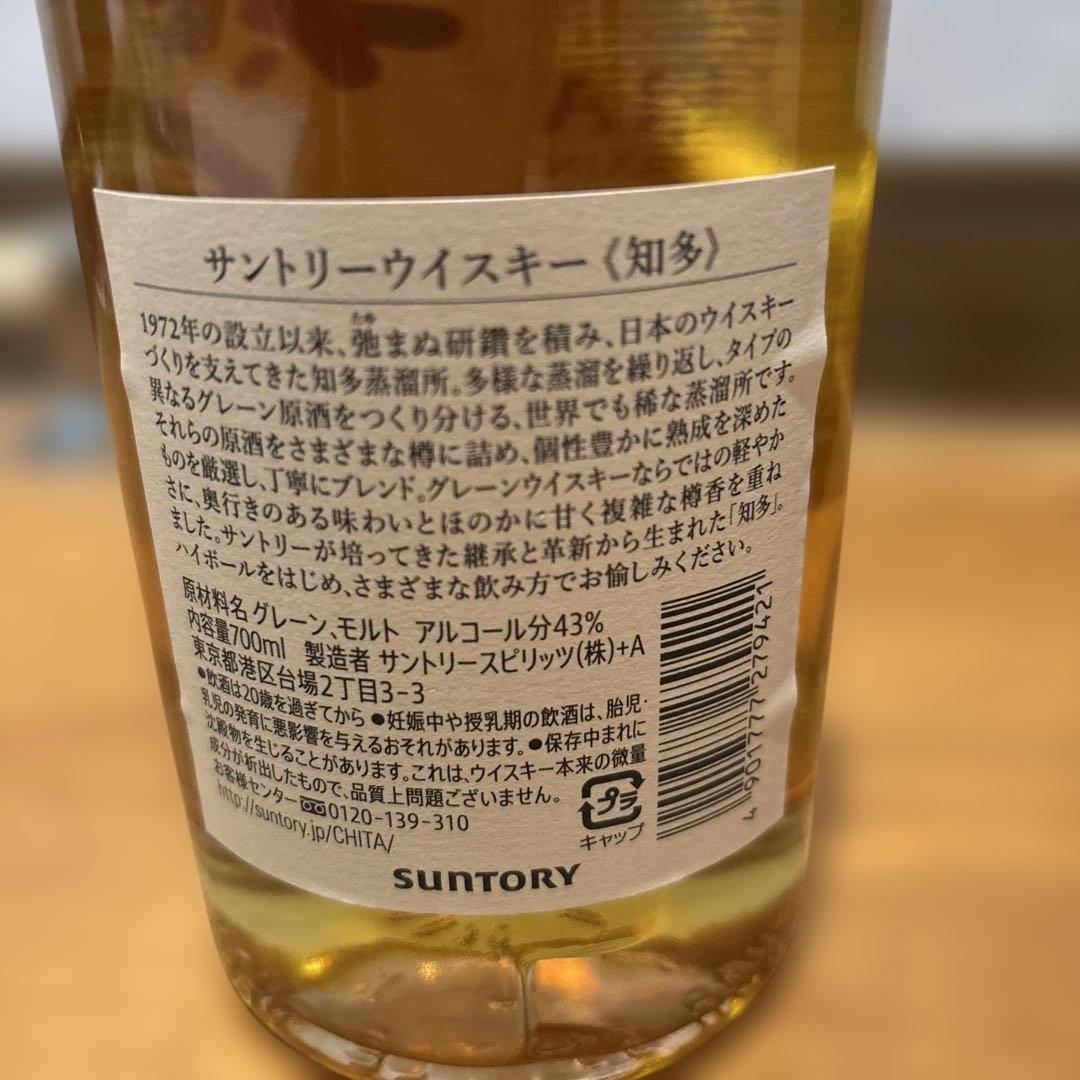 サントリーウイスキー《知多》
たゆ
1972年の設立以来、弛まぬ研鑽を積み、日本のウイスキー
づくりを支えてきた知多蒸溜所。多様な蒸溜を繰り返し、タイプの
異なるグレーン原酒をつくり分ける、世界でも稀な蒸溜所です。
それらの原酒をさまざまな樽に詰め、個性豊かに熟成を深めた
ものを厳選し、丁寧にブレンド。グレーンウイスキーならではの軽やか
さに、奥行きのある味わいとほのかに甘く複雑な樽香を重ね
ました。サントリーが培ってきた継承と革新から生まれた「知多」。
ハイボールをはじめ、さまざまな飲み方でお愉しみください。
原材料名 グレーン、モルト アルコール分43%
内容量700ml 製造者 サントリースピリッツ(株)+A
東京都港区台場2丁目3-3
●飲酒は20歳を過ぎてから ●妊娠中や授乳期の飲酒は、胎児・
乳児の発育に悪影響を与えるおそれがあります。●保存中まれに
沈殿物を生じることがあります。これは、ウイスキー本来の微量
成分が析出したもので、品質上問題ございません。
お客様センター 0120-139-310
http://suntory.jp/CHITA/
プラ
キャップ
4 901777 279421
SUNTORY